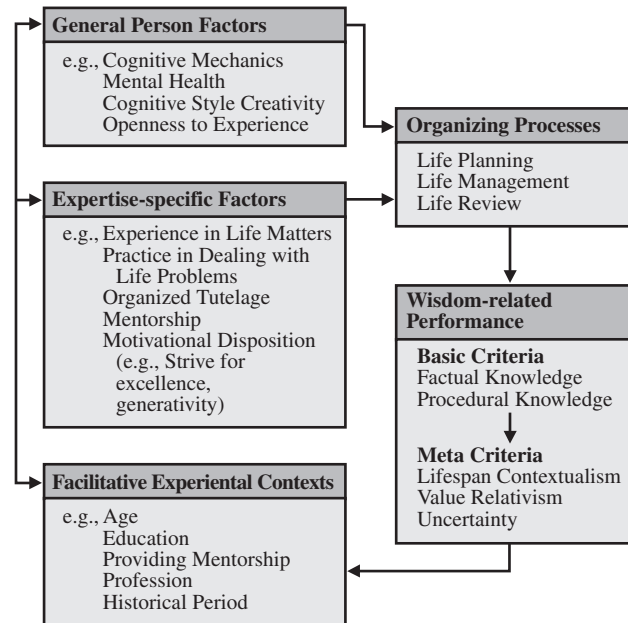 General Person Factors
e.g., Cognitive Mechanics
Mental Health
Cognitive Style Creativity
Openness to Experience
Expertise-specific Factors
e.g., Experience in Life Matters
Practice in Dealing with
Life Problems
Organized Tutelage
Mentorship
Motivational Disposition
(e.g., Strive for
excellence,
generativity)
Facilitative Experiental Contexts
e.g., Age
Education
Providing Mentorship
Profession
Historical Period
Organizing Processes
Life Planning
Life Management
Life Review
Wisdom-related
Performance
Basic Criteria
Factual Knowledge
Procedural Knowledge
Meta Criteria
Lifespan Contextualism
Value Relativism
Uncertainty